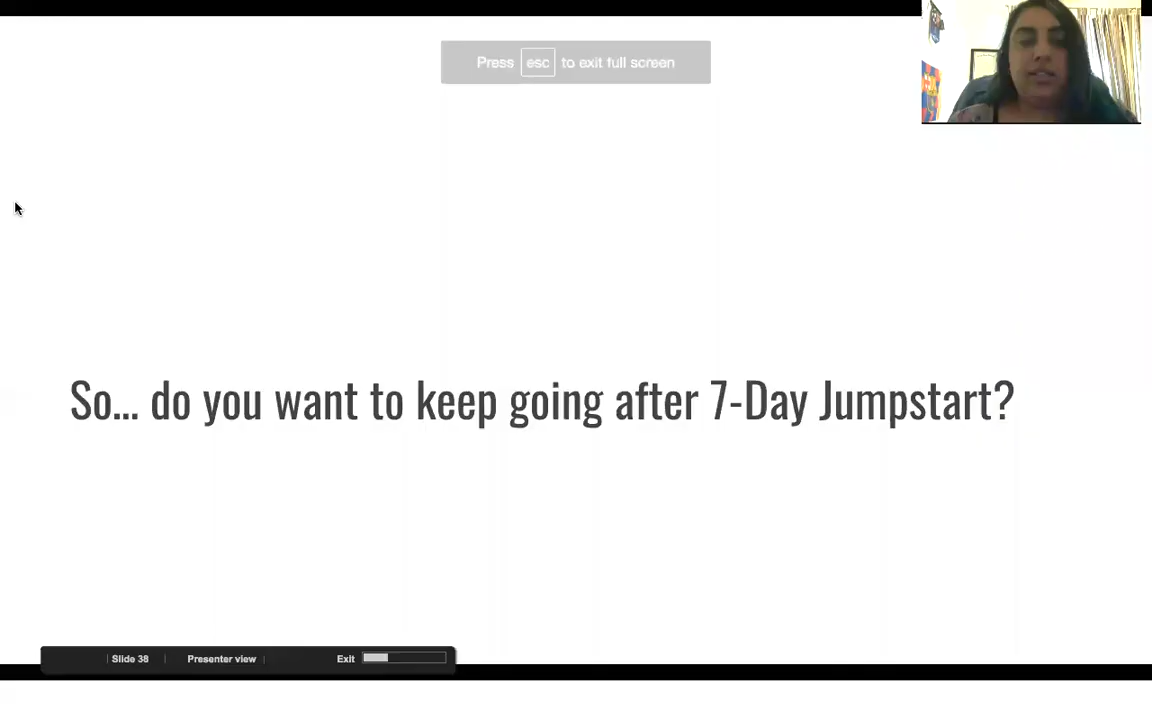 Press esc to exit full screen
So... do you want to keep going after 7-Day Jumpstart?
Slide 38 Presenter view Exit